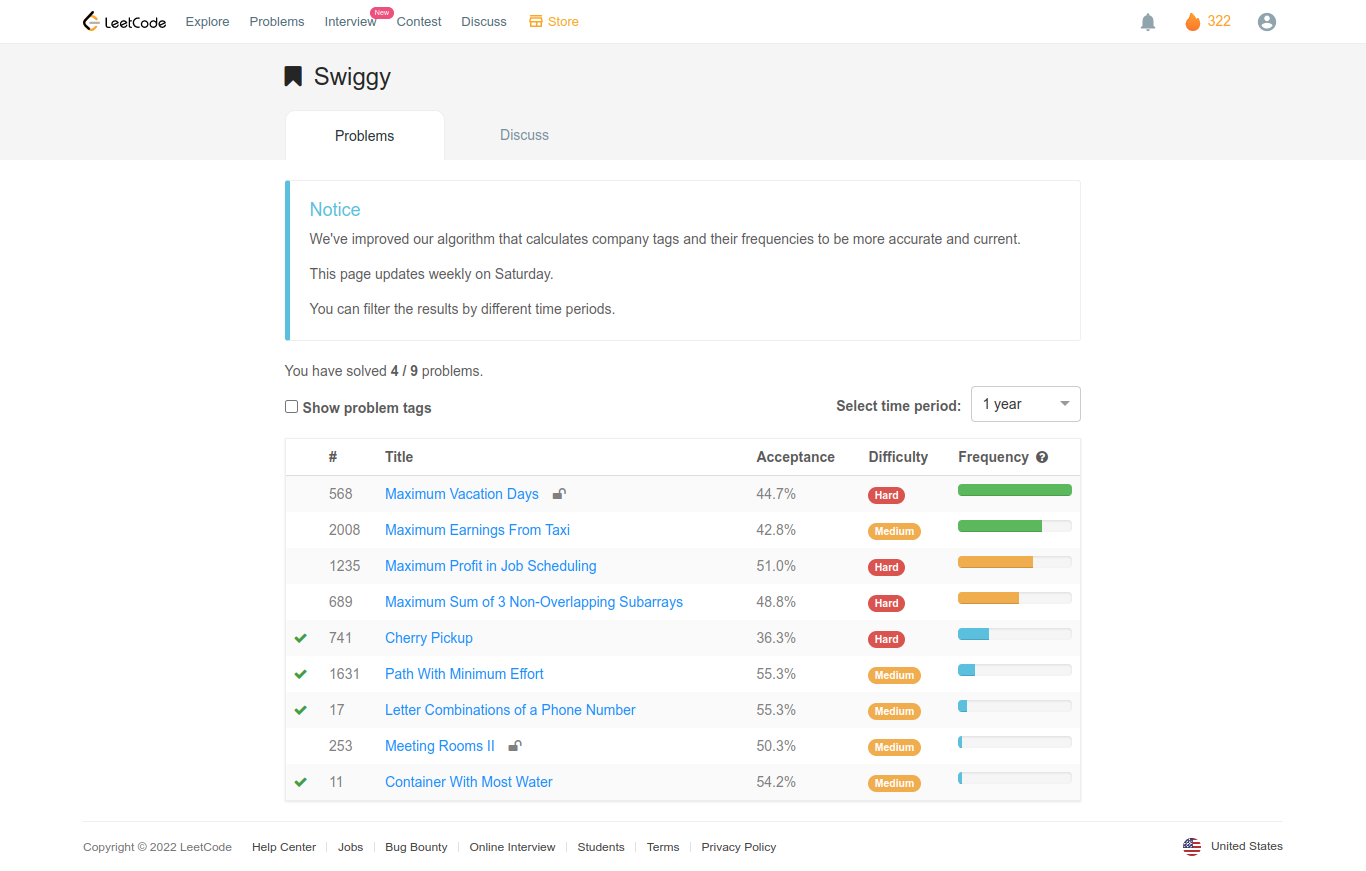 LeetCode Explore Problems Interview New Contest Discuss Store 322
Swiggy
Problems Discuss
Notice
We've improved our algorithm that calculates company tags and their frequencies to be more accurate and current.
This page updates weekly on Saturday.
You can filter the results by different time periods.
You have solved 4 / 9 problems.
Show problem tags Select time period: 1 year
# Title Acceptance Difficulty Frequency ?
568 Maximum Vacation Days 44.7% Hard
2008 Maximum Earnings From Taxi 42.8% Medium
1235 Maximum Profit in Job Scheduling 51.0% Hard
689 Maximum Sum of 3 Non-Overlapping Subarrays 48.8% Hard
741 Cherry Pickup 36.3% Hard
1631 Path With Minimum Effort 55.3% Medium
17 Letter Combinations of a Phone Number 55.3% Medium
253 Meeting Rooms II 50.3% Medium
11 Container With Most Water 54.2% Medium
Copyright © 2022 LeetCode Help Center Jobs Bug Bounty Online Interview Students Terms Privacy Policy United States